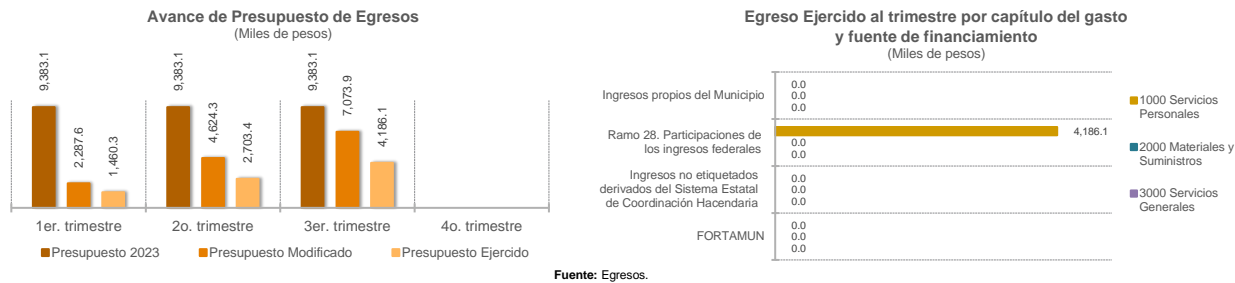 Avance de Presupuesto de Egresos
(Miles de pesos)
9,383.1
2,287.6
1,460.3
9,383.1
4,624.3
2,703.4
9,383.1
7,073.9
4,186.1
1er. trimestre
2o. trimestre
3er. trimestre
4o. trimestre
Presupuesto 2023
Presupuesto Modificado
Presupuesto Ejercido
Egreso Ejercido al trimestre por capítulo del gasto
y fuente de financiamiento
(Miles de pesos)
Ingresos propios del Municipio
0.0
0.0
0.0
Ramo 28. Participaciones de
los ingresos federales
4,186.1
0.0
0.0
Ingresos no etiquetados
derivados del Sistema Estatal
de Coordinación Hacendaria
0.0
0.0
0.0
FORTAMUN
0.0
0.0
0.0
1000 Servicios
Personales
2000 Materiales y
Suministros
3000 Servicios
Generales
Fuente: Egresos.